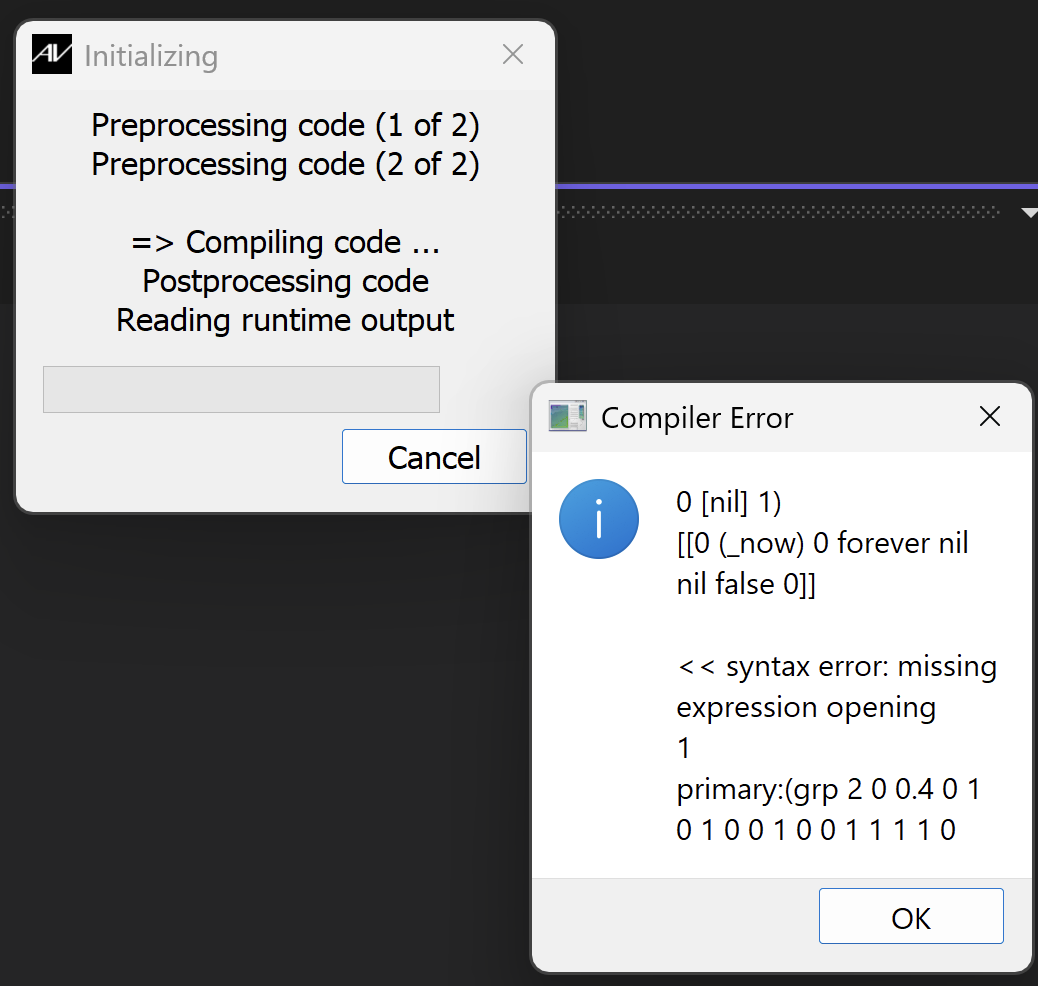 AV
Initializing
Preprocessing code (1 of 2)
Preprocessing code (2 of 2)
=> Compiling code ...
Postprocessing code
Reading runtime output
Cancel
Compiler Error
0 [nil] 1)
[[0 (_now) 0 forever nil
nil false 0]]
<< syntax error: missing
expression opening
1
primary:(grp 2 0 0.4 0 1
0 1 0 0 1 0 0 1 1 1 1 0
OK